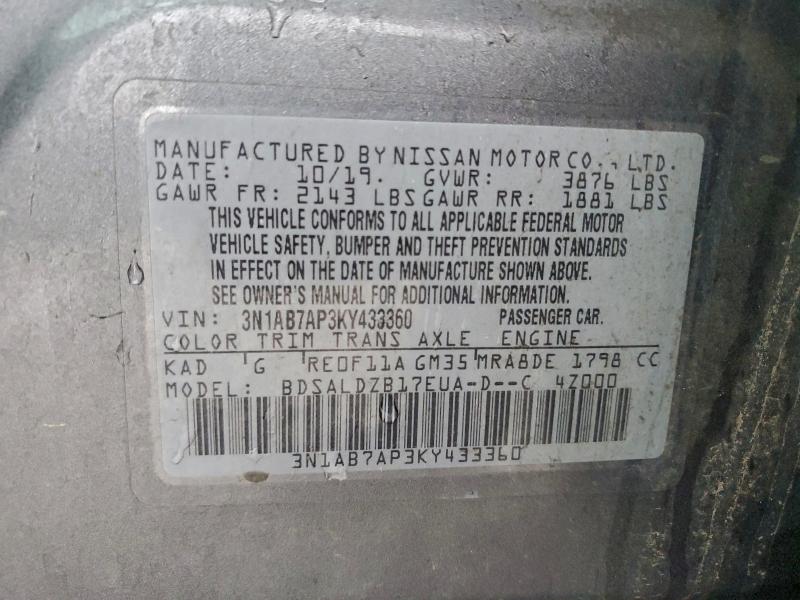 MANUFACTURED BY NISSAN MOTOR CO., LTD.
DATE: 10/19. GVWR: 3876 LBS
GAWR FR: 2143 LBS GAWR RR: 1881 LBS
THIS VEHICLE CONFORMS TO ALL APPLICABLE FEDERAL MOTOR
VEHICLE SAFETY, BUMPER AND THEFT PREVENTION STANDARDS
IN EFFECT ON THE DATE OF MANUFACTURE SHOWN ABOVE.
SEE OWNER'S MANUAL FOR ADDITIONAL INFORMATION.
VIN: 3N1AB7AP3KY433360 PASSENGER CAR.
COLOR TRIM TRANS AXLE ENGINE
KAD G RE0F11A GM35 MRA8DE 1798 CC
MODEL: BDSALDZB17EUA-D--C 4Z000
3N1AB7AP3KY433360